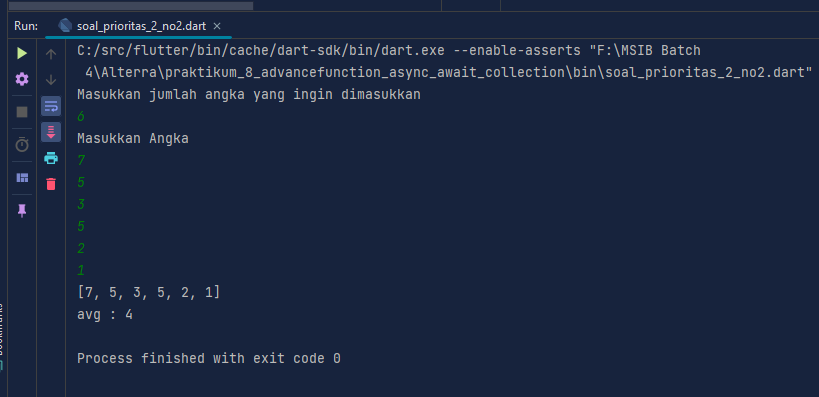 Run: soal_prioritas_2_no2.dart
C:/src/flutter/bin/cache/dart-sdk/bin/dart.exe --enable-asserts "F:\MSIB Batch
4\Alterra\praktikum_8_advancefunction_async_await_collection\bin\soal_prioritas_2_no2.dart"
Masukkan jumlah angka yang ingin dimasukkan
6
Masukkan Angka
7
5
3
5
2
1
[7, 5, 3, 5, 2, 1]
avg : 4
Process finished with exit code 0